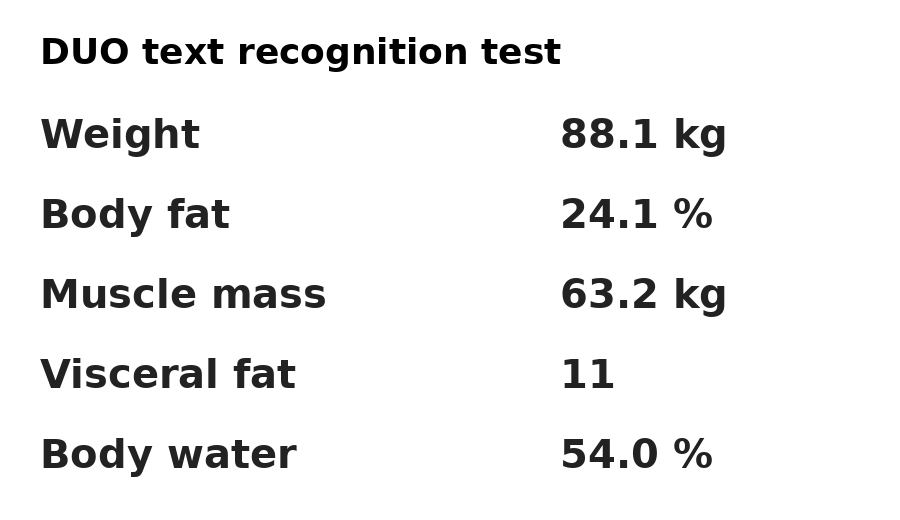 DUO text recognition test
Weight 88.1 kg
Body fat 24.1 %
Muscle mass 63.2 kg
Visceral fat 11
Body water 54.0 %